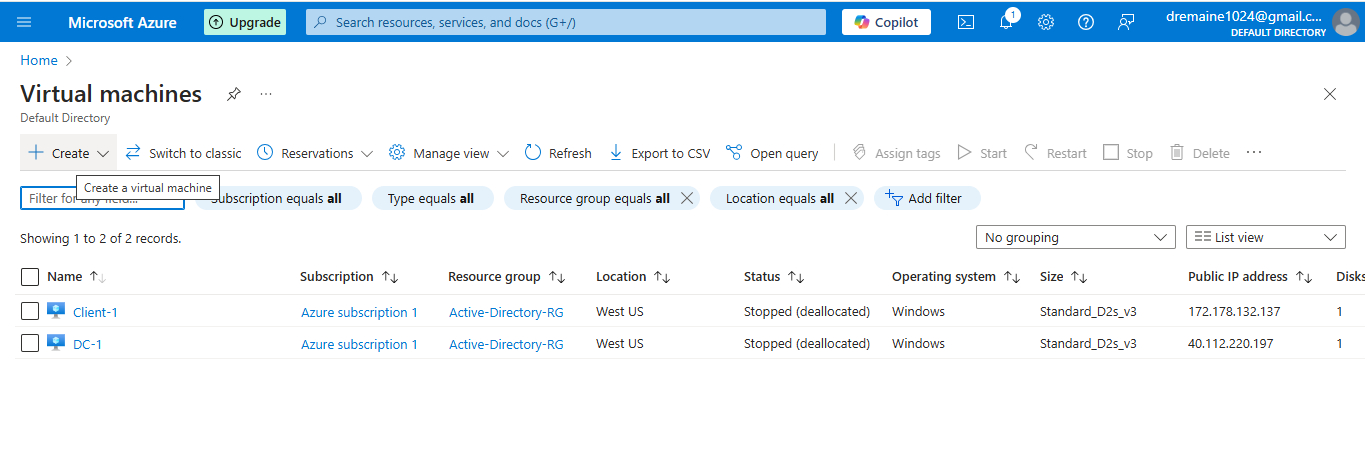 Microsoft Azure Upgrade Search resources, services, and docs (G+/) Copilot 1 dremaine1024@gmail.c...
DEFAULT DIRECTORY
Home
Virtual machines ...
Default Directory
Create Switch to classic Reservations Manage view Refresh Export to CSV Open query Assign tags Start Restart Stop Delete ...
Create a virtual machine
Filter for any field... Subscription equals all Type equals all Resource group equals all Location equals all Add filter
Showing 1 to 2 of 2 records. No grouping List view
Name Subscription Resource group Location Status Operating system Size Public IP address Disks
Client-1 Azure subscription 1 Active-Directory-RG West US Stopped (deallocated) Windows Standard_D2s_v3 172.178.132.137 1
DC-1 Azure subscription 1 Active-Directory-RG West US Stopped (deallocated) Windows Standard_D2s_v3 40.112.220.197 1